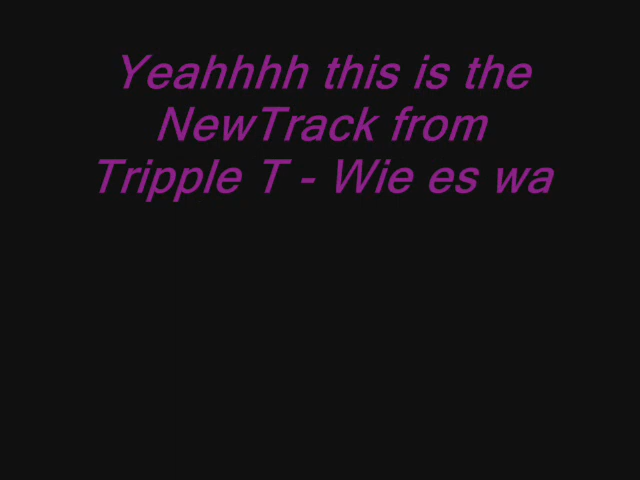 Yeahhhh this is the
NewTrack from
Tripple T - Wie es wa